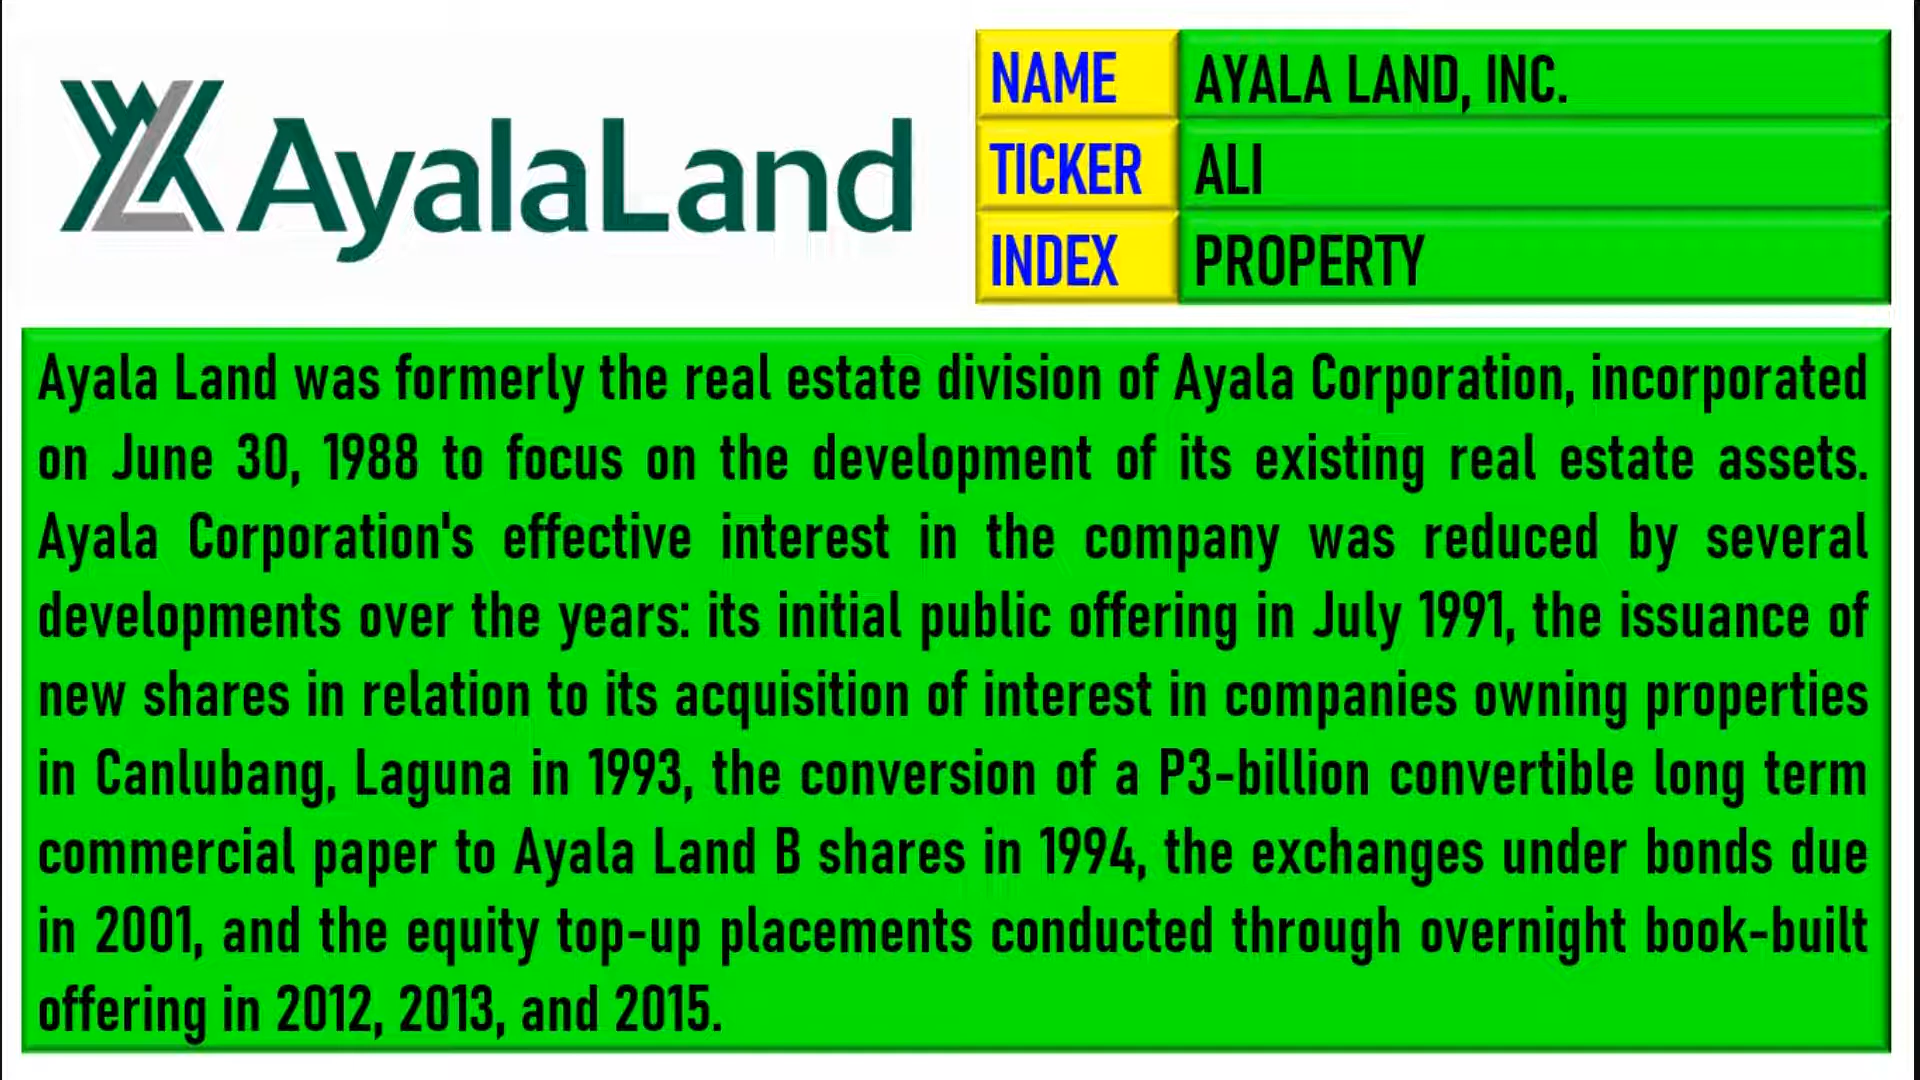 AyalaLand
NAME AYALA LAND, INC.
TICKER ALI
INDEX PROPERTY
Ayala Land was formerly the real estate division of Ayala Corporation, incorporated
on June 30, 1988 to focus on the development of its existing real estate assets.
Ayala Corporation's effective interest in the company was reduced by several
developments over the years: its initial public offering in July 1991, the issuance of
new shares in relation to its acquisition of interest in companies owning properties
in Canlubang, Laguna in 1993, the conversion of a P3-billion convertible long term
commercial paper to Ayala Land B shares in 1994, the exchanges under bonds due
in 2001, and the equity top-up placements conducted through overnight book-built
offering in 2012, 2013, and 2015.